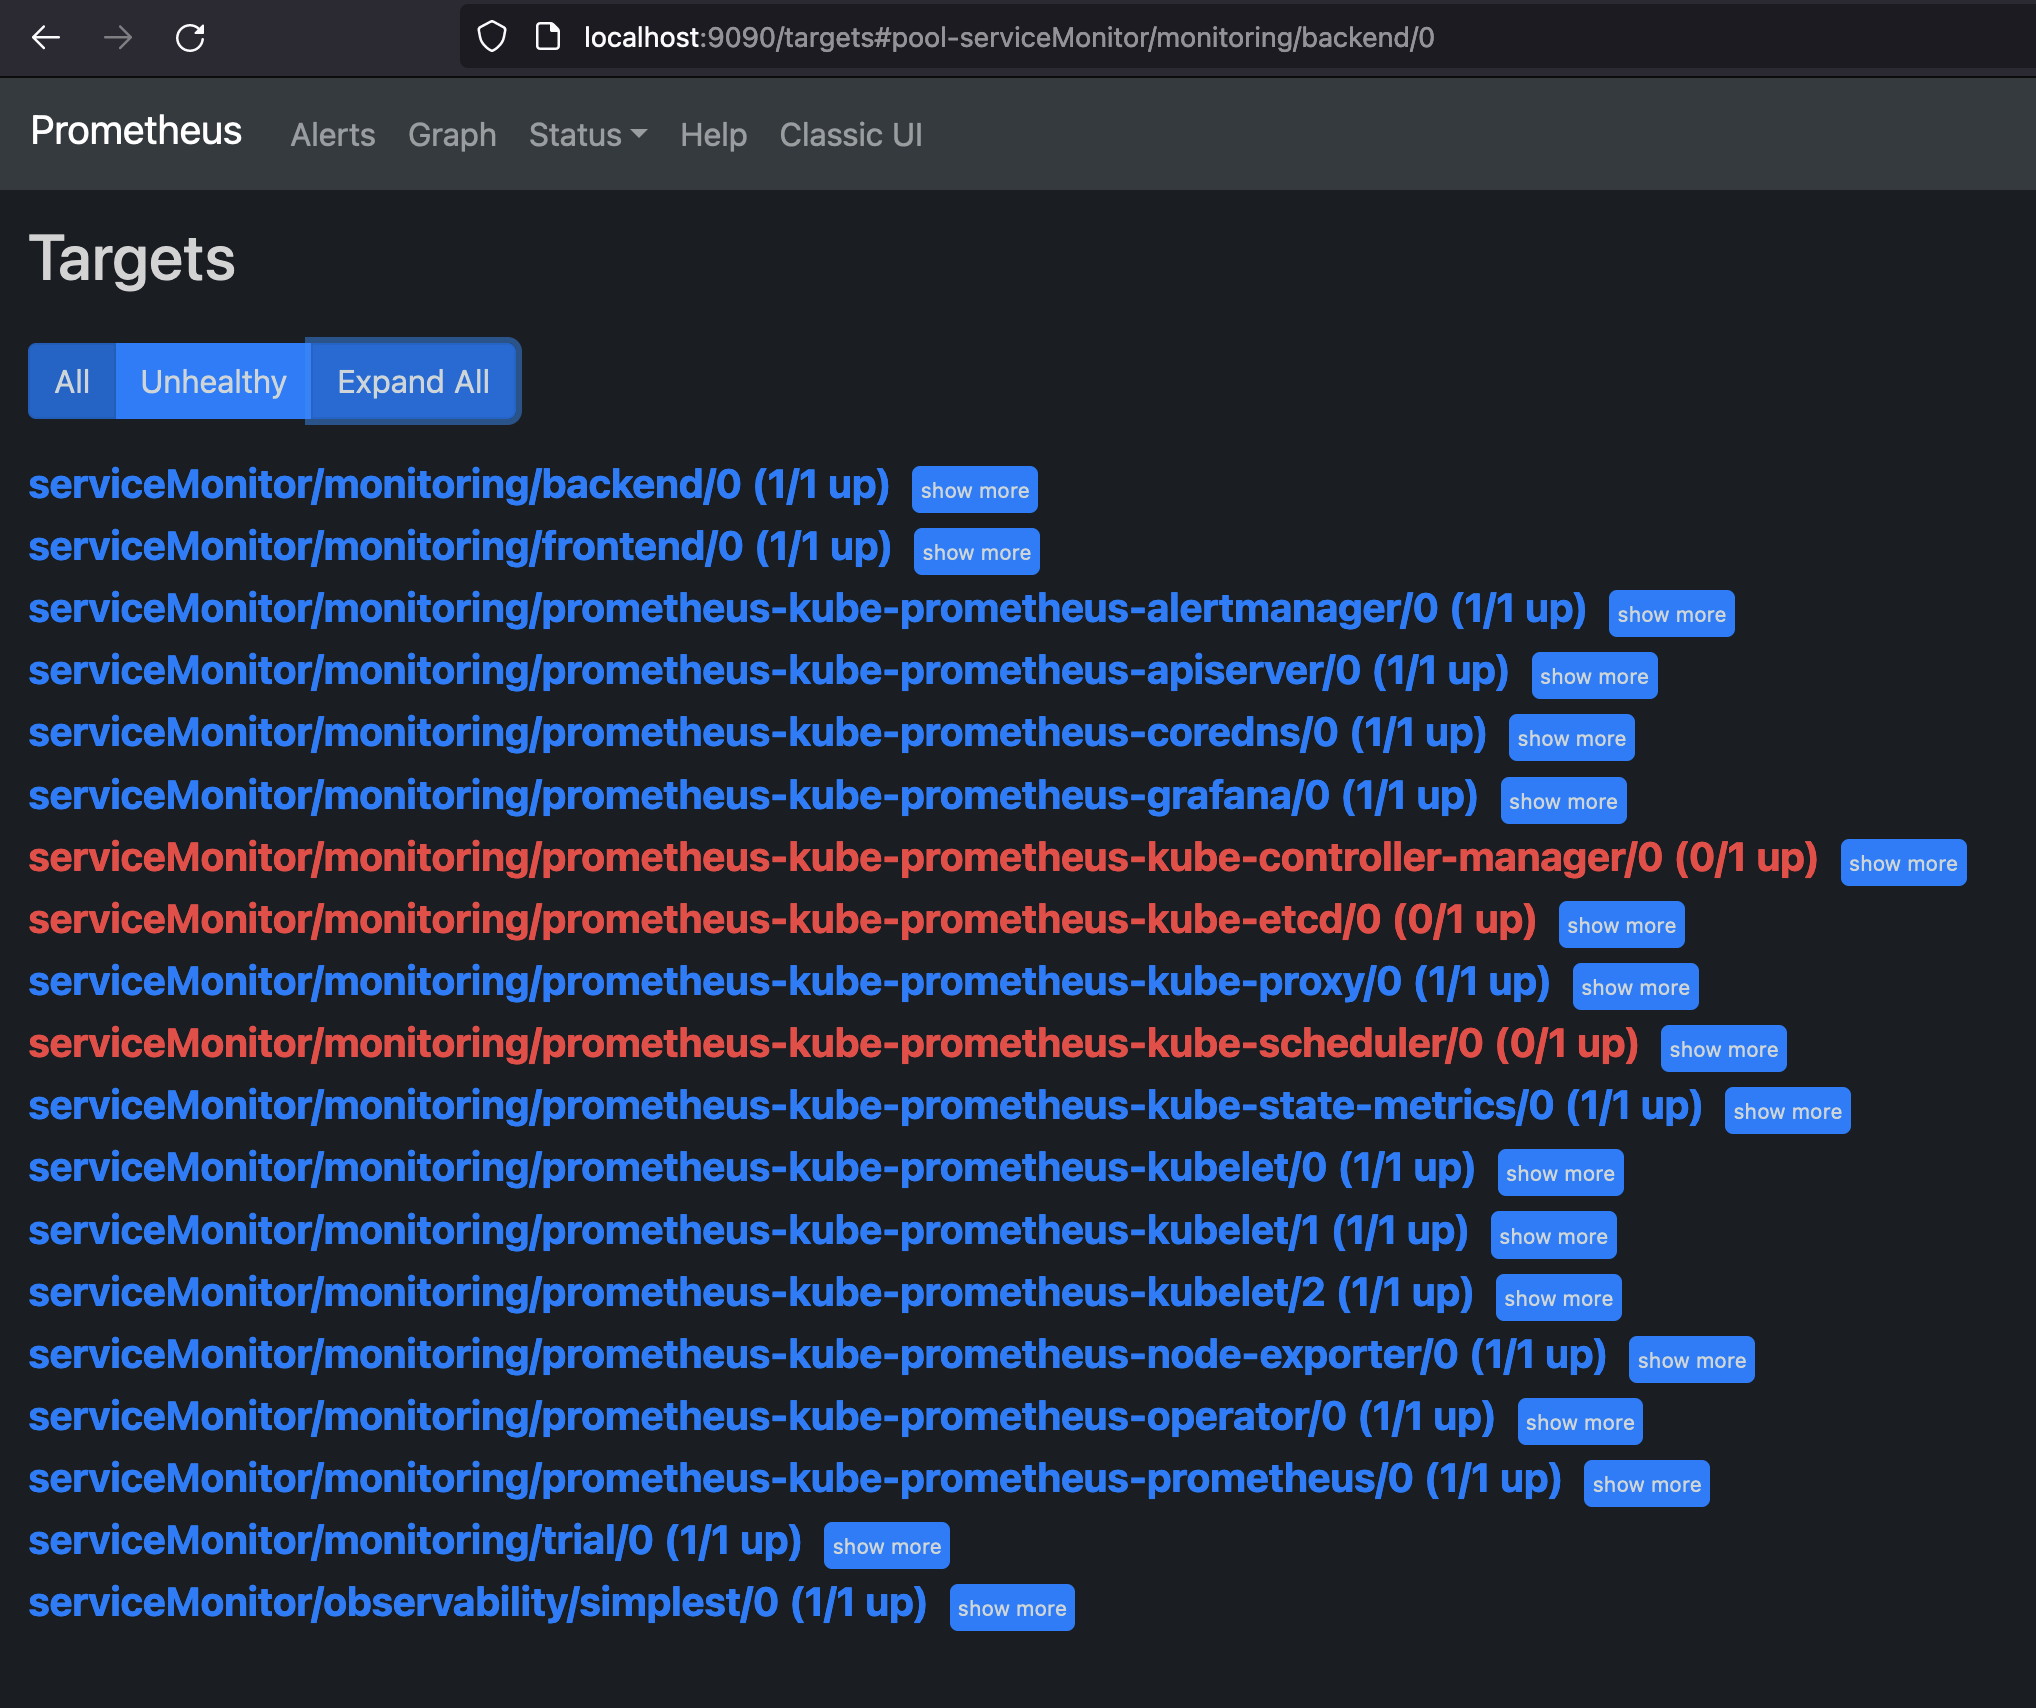 localhost:9090/targets#pool-serviceMonitor/monitoring/backend/0
Prometheus Alerts Graph Status Help Classic UI
Targets
All Unhealthy Expand All
serviceMonitor/monitoring/backend/0 (1/1 up) show more
serviceMonitor/monitoring/frontend/0 (1/1 up) show more
serviceMonitor/monitoring/prometheus-kube-prometheus-alertmanager/0 (1/1 up) show more
serviceMonitor/monitoring/prometheus-kube-prometheus-apiserver/0 (1/1 up) show more
serviceMonitor/monitoring/prometheus-kube-prometheus-coredns/0 (1/1 up) show more
serviceMonitor/monitoring/prometheus-kube-prometheus-grafana/0 (1/1 up) show more
serviceMonitor/monitoring/prometheus-kube-prometheus-kube-controller-manager/0 (0/1 up) show more
serviceMonitor/monitoring/prometheus-kube-prometheus-kube-etcd/0 (0/1 up) show more
serviceMonitor/monitoring/prometheus-kube-prometheus-kube-proxy/0 (1/1 up) show more
serviceMonitor/monitoring/prometheus-kube-prometheus-kube-scheduler/0 (0/1 up) show more
serviceMonitor/monitoring/prometheus-kube-prometheus-kube-state-metrics/0 (1/1 up) show more
serviceMonitor/monitoring/prometheus-kube-prometheus-kubelet/0 (1/1 up) show more
serviceMonitor/monitoring/prometheus-kube-prometheus-kubelet/1 (1/1 up) show more
serviceMonitor/monitoring/prometheus-kube-prometheus-kubelet/2 (1/1 up) show more
serviceMonitor/monitoring/prometheus-kube-prometheus-node-exporter/0 (1/1 up) show more
serviceMonitor/monitoring/prometheus-kube-prometheus-operator/0 (1/1 up) show more
serviceMonitor/monitoring/prometheus-kube-prometheus-prometheus/0 (1/1 up) show more
serviceMonitor/monitoring/trial/0 (1/1 up) show more
serviceMonitor/observability/simplest/0 (1/1 up) show more